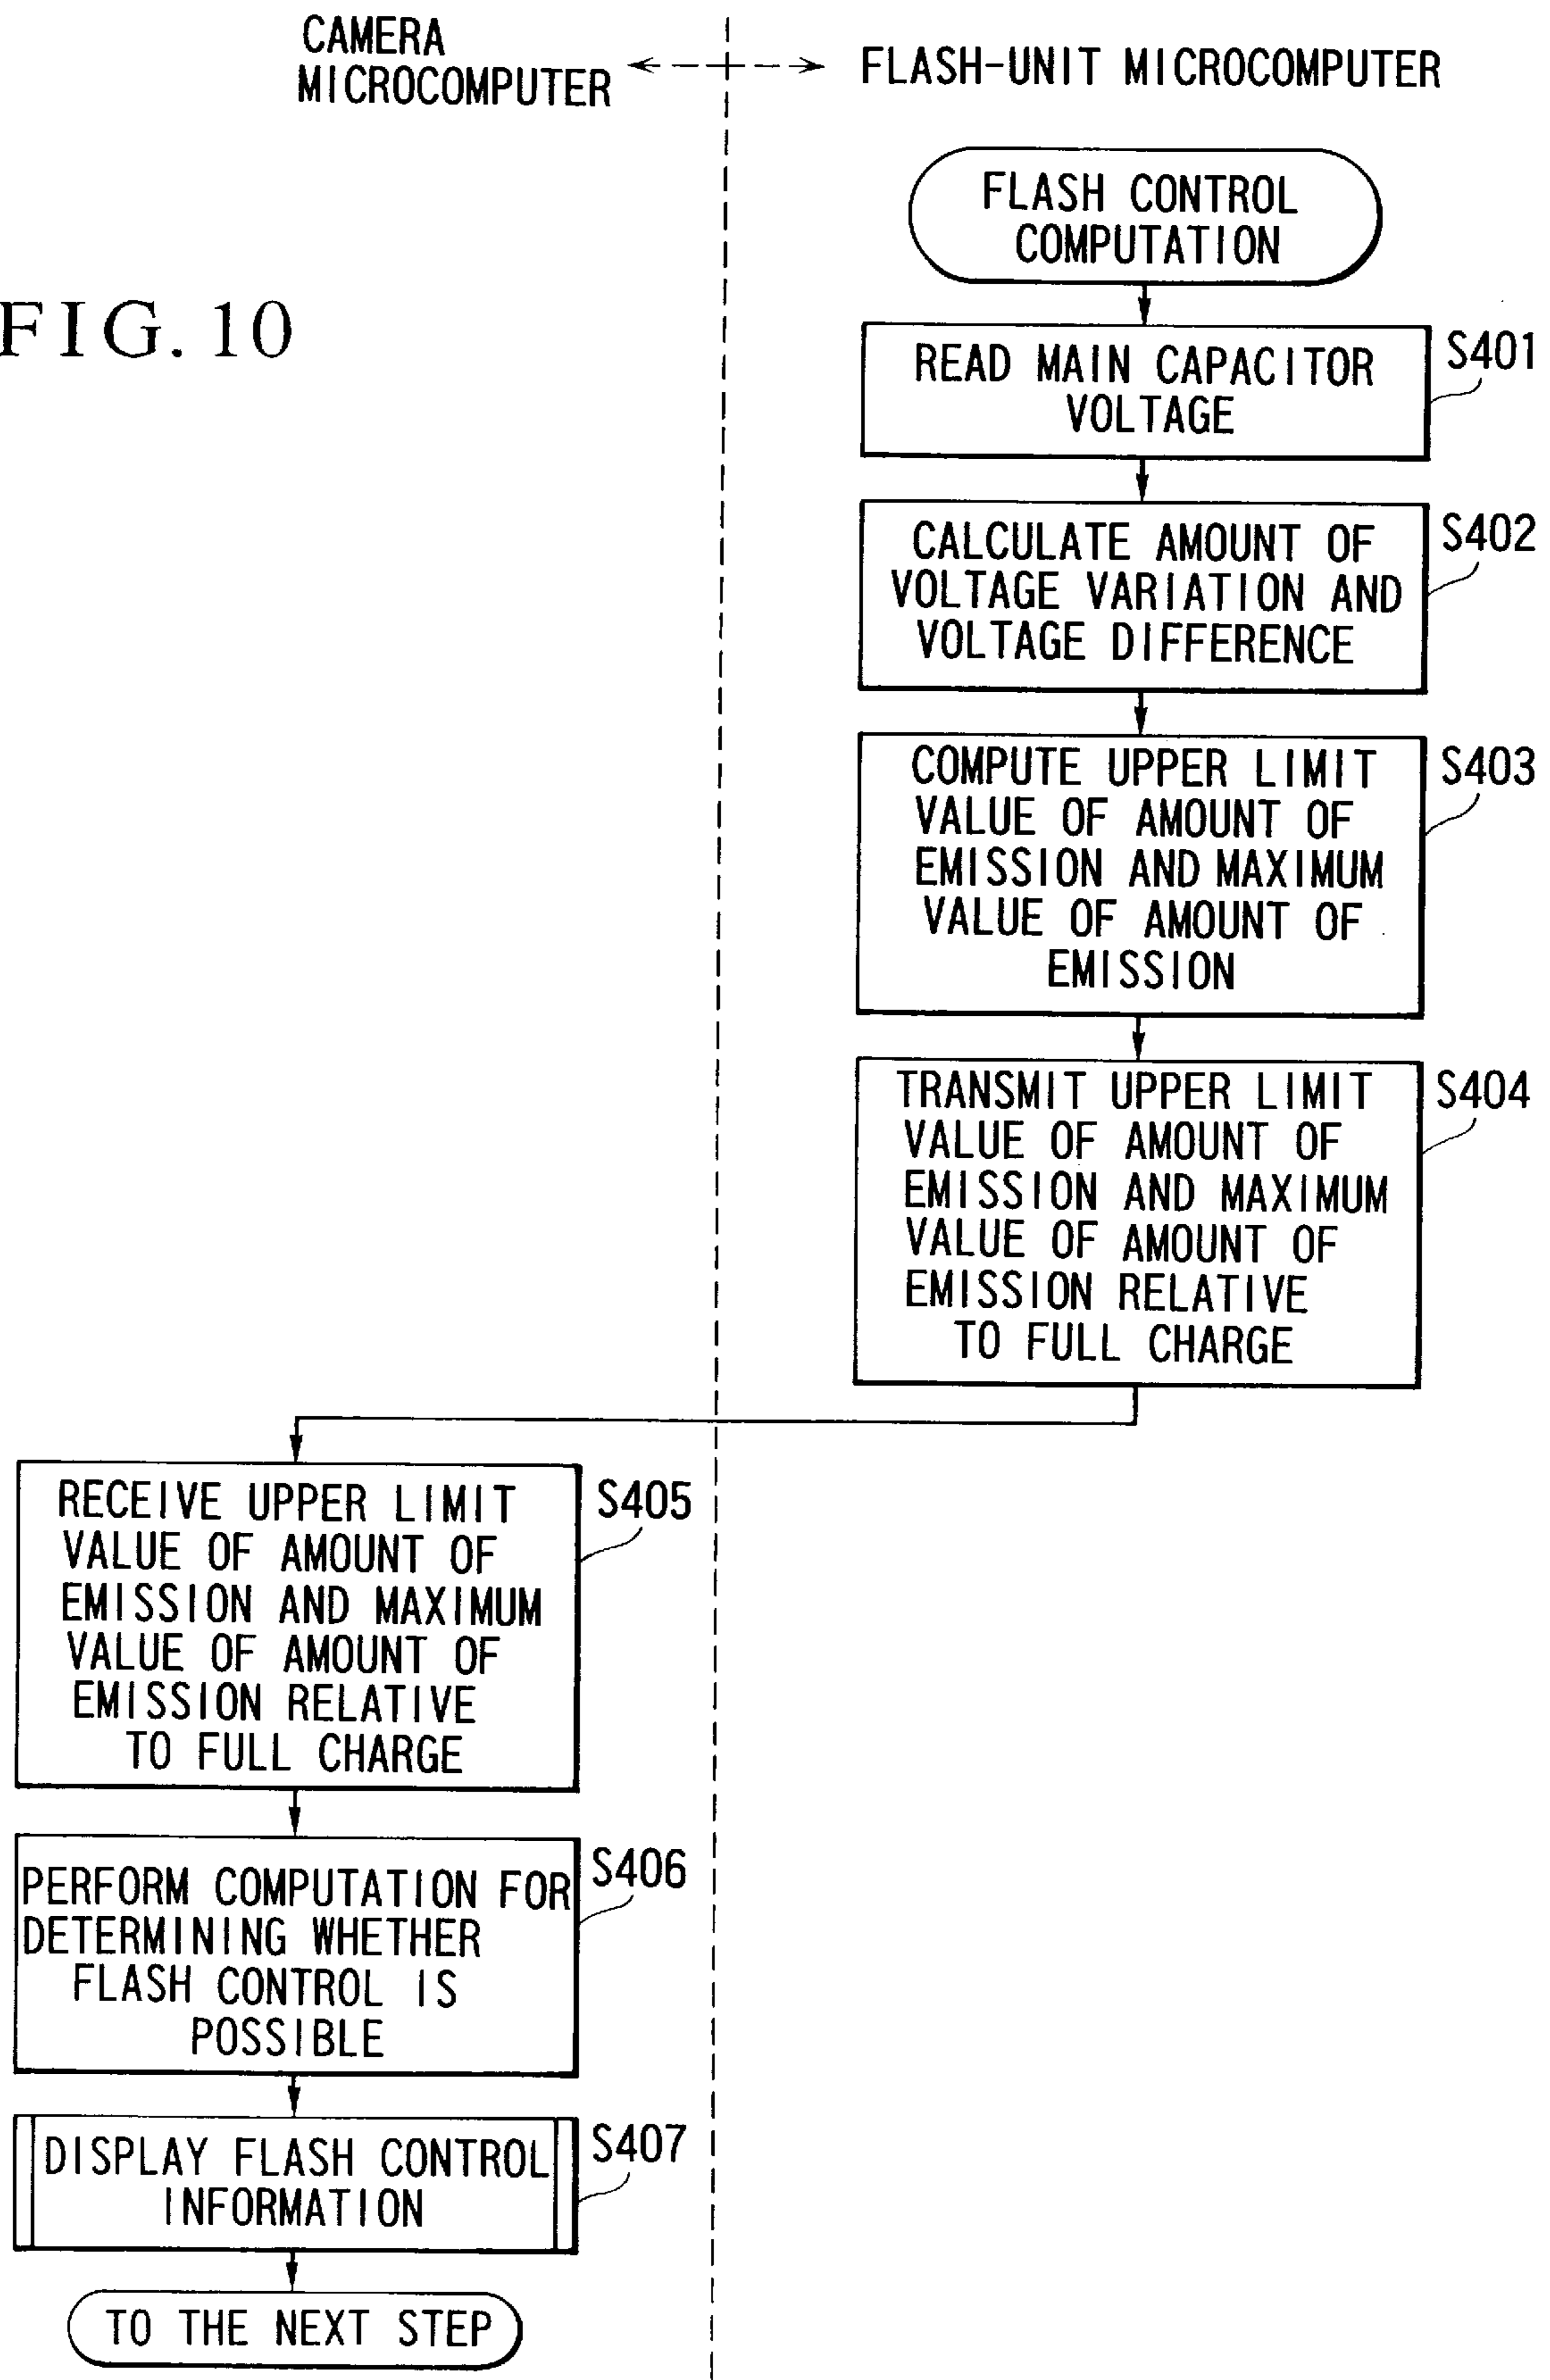 CAMERA
MICROCOMPUTER
FLASH-UNIT MICROCOMPUTER
FLASH CONTROL
COMPUTATION
FIG. 10
READ MAIN CAPACITOR
VOLTAGE
S401
CALCULATE AMOUNT OF
VOLTAGE VARIATION AND
VOLTAGE DIFFERENCE
S402
COMPUTE UPPER LIMIT
VALUE OF AMOUNT OF
EMISSION AND MAXIMUM
VALUE OF AMOUNT OF
EMISSION
S403
TRANSMIT UPPER LIMIT
VALUE OF AMOUNT OF
EMISSION AND MAXIMUM
VALUE OF AMOUNT OF
EMISSION RELATIVE
TO FULL CHARGE
S404
RECEIVE UPPER LIMIT
VALUE OF AMOUNT OF
EMISSION AND MAXIMUM
VALUE OF AMOUNT OF
EMISSION RELATIVE
TO FULL CHARGE
S405
PERFORM COMPUTATION FOR
DETERMINING WHETHER
FLASH CONTROL IS
POSSIBLE
S406
DISPLAY FLASH CONTROL
INFORMATION
S407
TO THE NEXT STEP